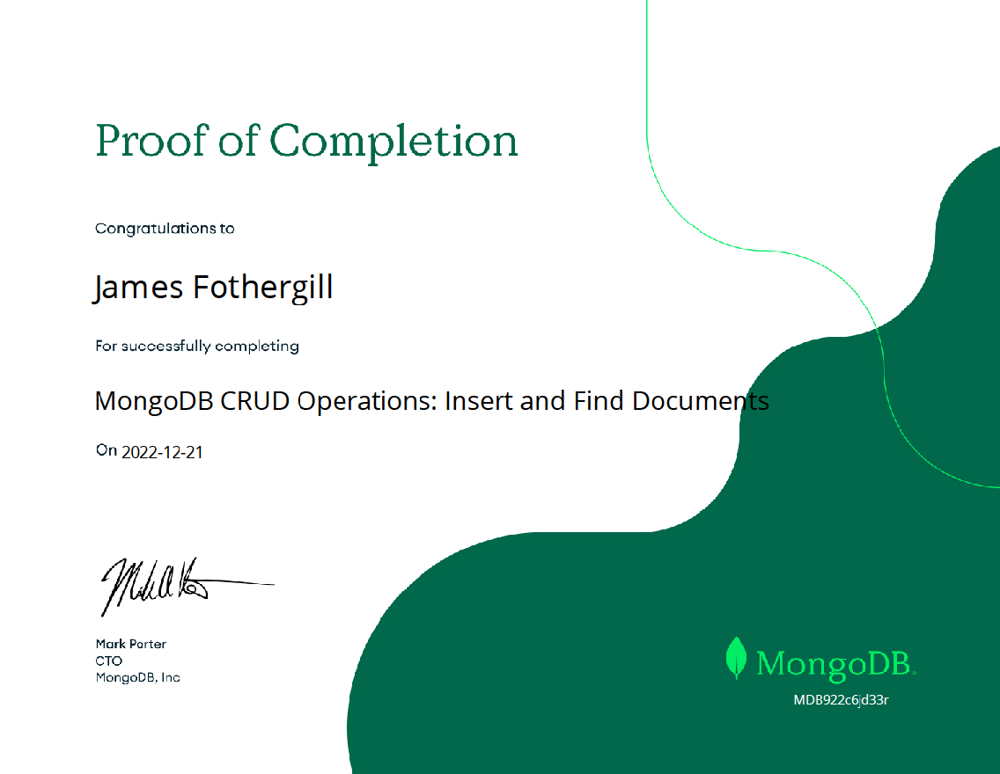 Proof of Completion
Congratulations to
James Fothergill
For successfully completing
MongoDB CRUD Operations: Insert and Find Documents
On 2022-12-21
Mark Porter
CTO
MongoDB, Inc
MongoDB®
MDB922c6jd33r